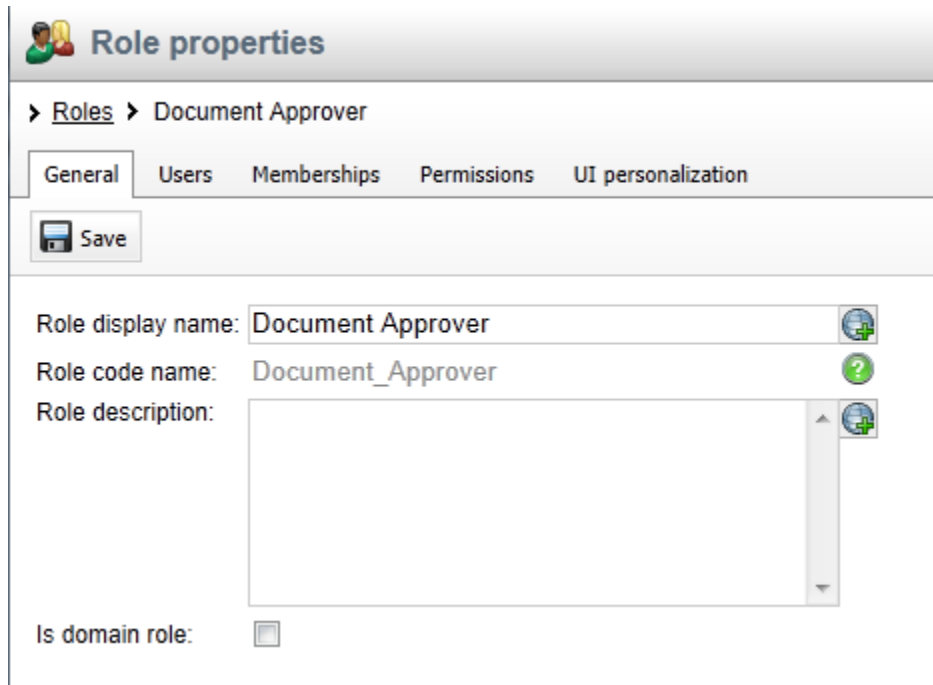 Role properties
Roles Document Approver
General Users Memberships Permissions UI personalization
Save
Role display name: Document Approver
Role code name: Document_Approver
Role description:
Is domain role: